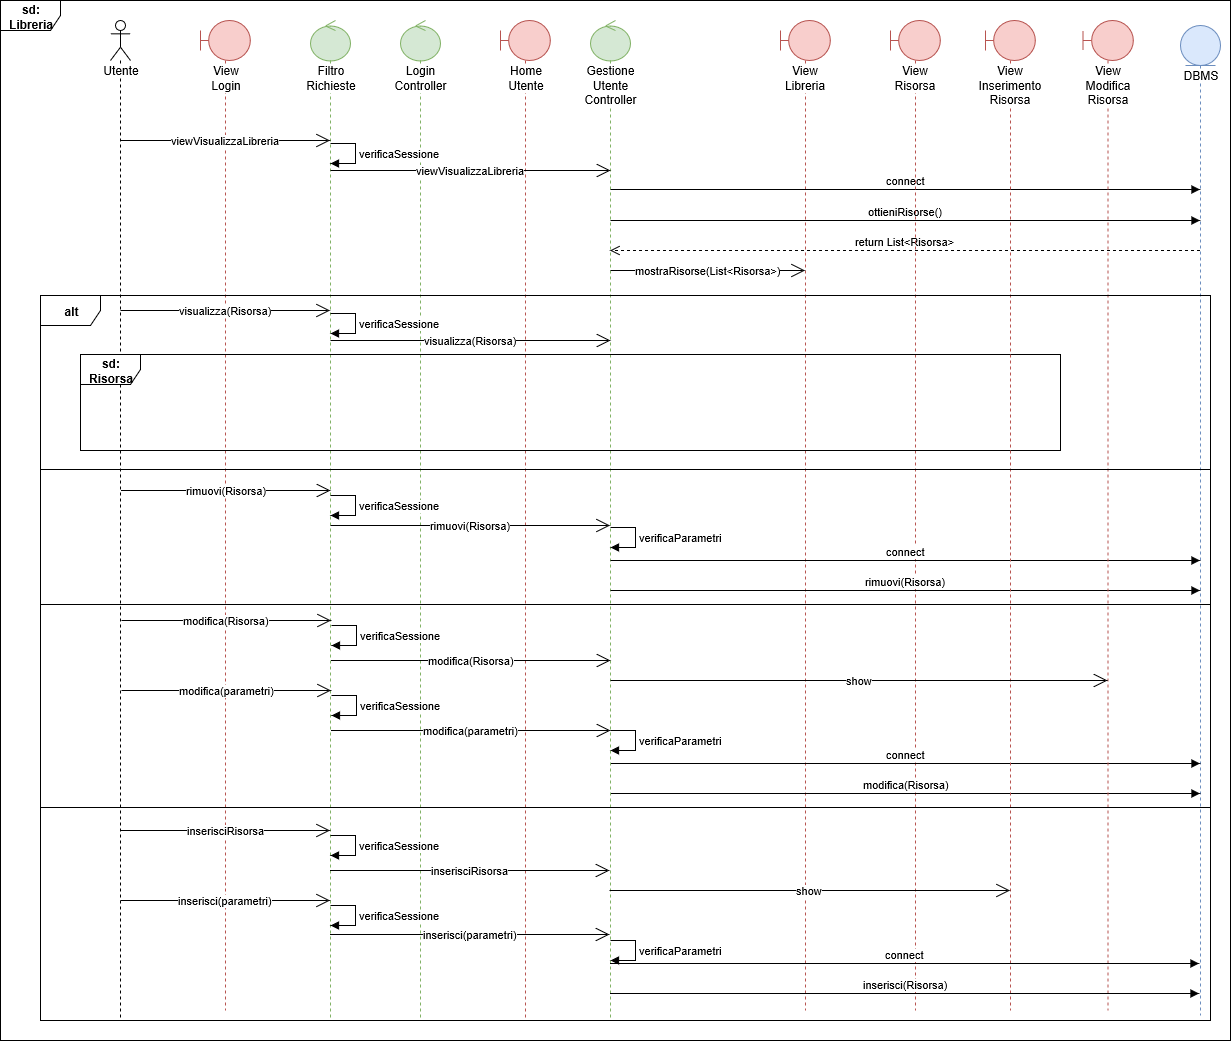 sd:
Libreria
Utente
View
Login
Filtro
Richieste
Login
Controller
Home
Utente
Gestione
Utente
Controller
View
Libreria
View
Risorsa
View
Inserimento
Risorsa
View
Modifica
Risorsa
DBMS
viewVisualizzaLibreria
verificaSessione
viewVisualizzaLibreria
connect
ottieniRisorse()
return List<Risorsa>
mostraRisorse(List<Risorsa>)
alt
visualizza(Risorsa)
verificaSessione
visualizza(Risorsa)
sd:
Risorsa
rimuovi(Risorsa)
verificaSessione
rimuovi(Risorsa)
verificaParametri
connect
rimuovi(Risorsa)
modifica(Risorsa)
verificaSessione
modifica(Risorsa)
show
modifica(parametri)
verificaSessione
modifica(parametri)
verificaParametri
connect
modifica(Risorsa)
inserisciRisorsa
verificaSessione
inserisciRisorsa
show
inserisci(parametri)
verificaSessione
inserisci(parametri)
verificaParametri
connect
inserisci(Risorsa)